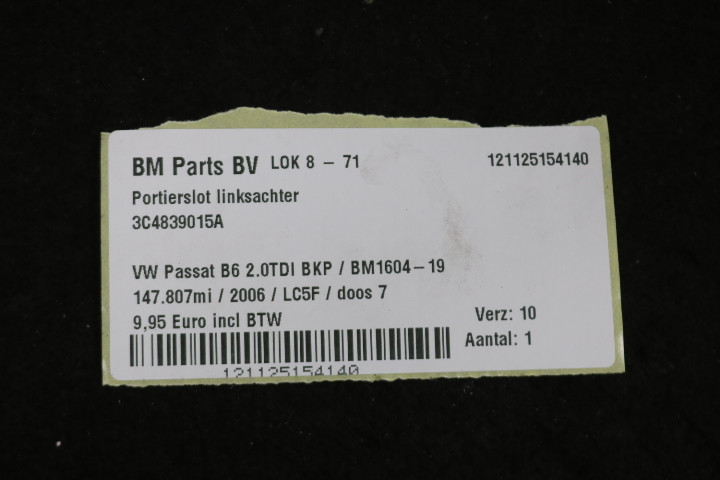 BM Parts BV LOK 8 - 71 121125154140
Portierslot linksachter
3C4839015A
VW Passat B6 2.0TDI BKP / BM1604-19
147.807mi / 2006 / LC5F / doos 7
9,95 Euro incl BTW Verz: 10
Aantal: 1
121125154140